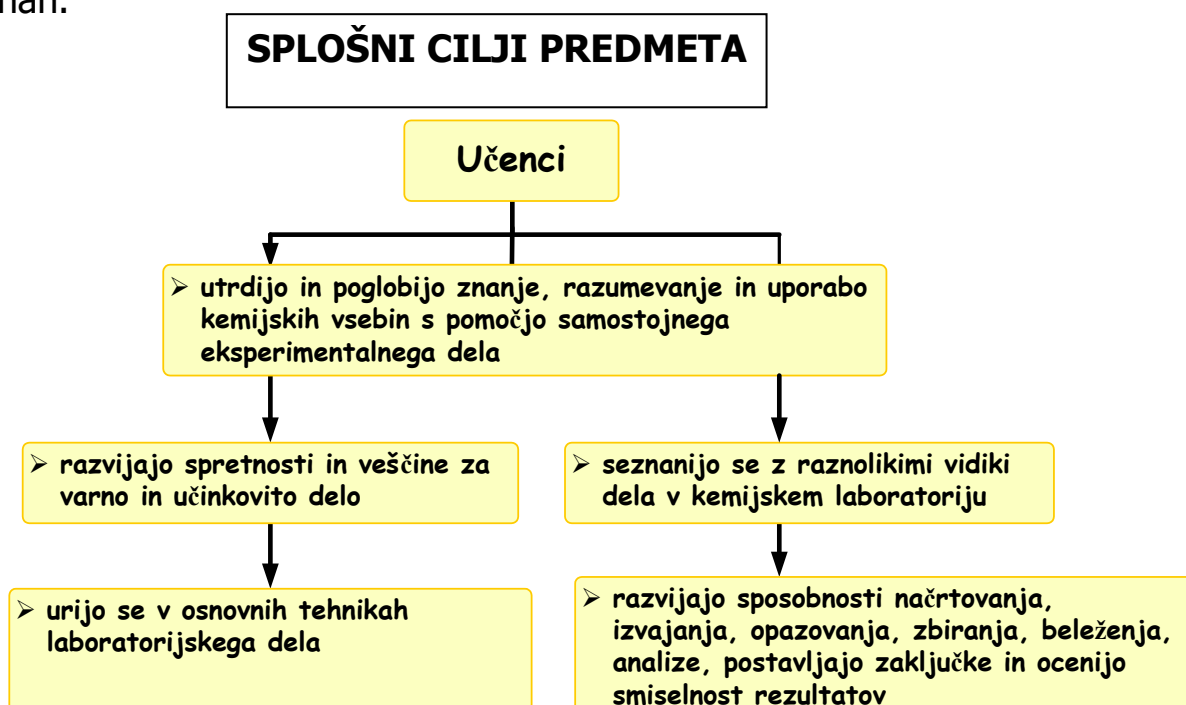 SPLOŠNI CILJI PREDMETA
Učenci
➢ utrdijo in poglobijo znanje, razumevanje in uporabo
kemijskih vsebin s pomočjo samostojnega
eksperimentalnega dela
➢ razvijajo spretnosti in veščine za
varno in učinkovito delo
➢ seznanijo se z raznolikimi vidiki
dela v kemijskem laboratoriju
➢ urijo se v osnovnih tehnikah
laboratorijskega dela
➢ razvijajo sposobnosti načrtovanja,
izvajanja, opazovanja, zbiranja, beleženja,
analize, postavljajo zaključke in ocenijo
smiselnost rezultatov